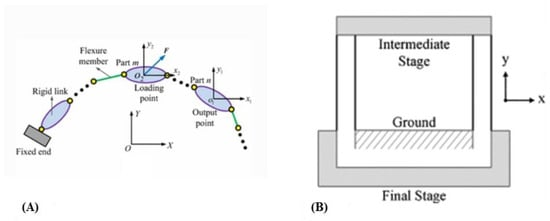 Flexure
member
Part m
y₂
F
O₂
x₂
Loading
point
Part n
y₁
O₁
x₁
Output
point
Rigid link
Fixed end
Y
O
X
(A)
Intermediate
Stage
Ground
y
x
Final Stage
(B)